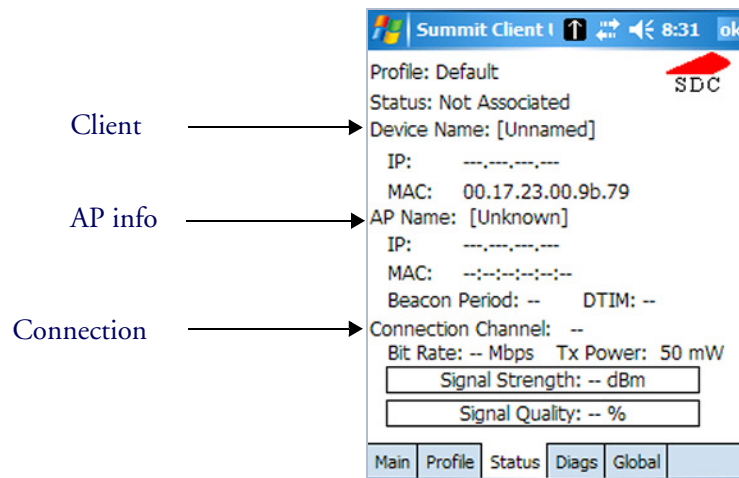 Summit Client U 8:31 ok
Profile: Default
SDC
Status: Not Associated
Client
Device Name: [Unnamed]
IP: ---.---.---.---
MAC: 00.17.23.00.9b.79
AP info
AP Name: [Unknown]
IP: ---.---.---.---
MAC: --:--:--:--:--:--
Beacon Period: -- DTIM: --
Connection
Connection Channel: --
Bit Rate: -- Mbps Tx Power: 50 mW
Signal Strength: -- dBm
Signal Quality: -- %
Main Profile Status Diags Global